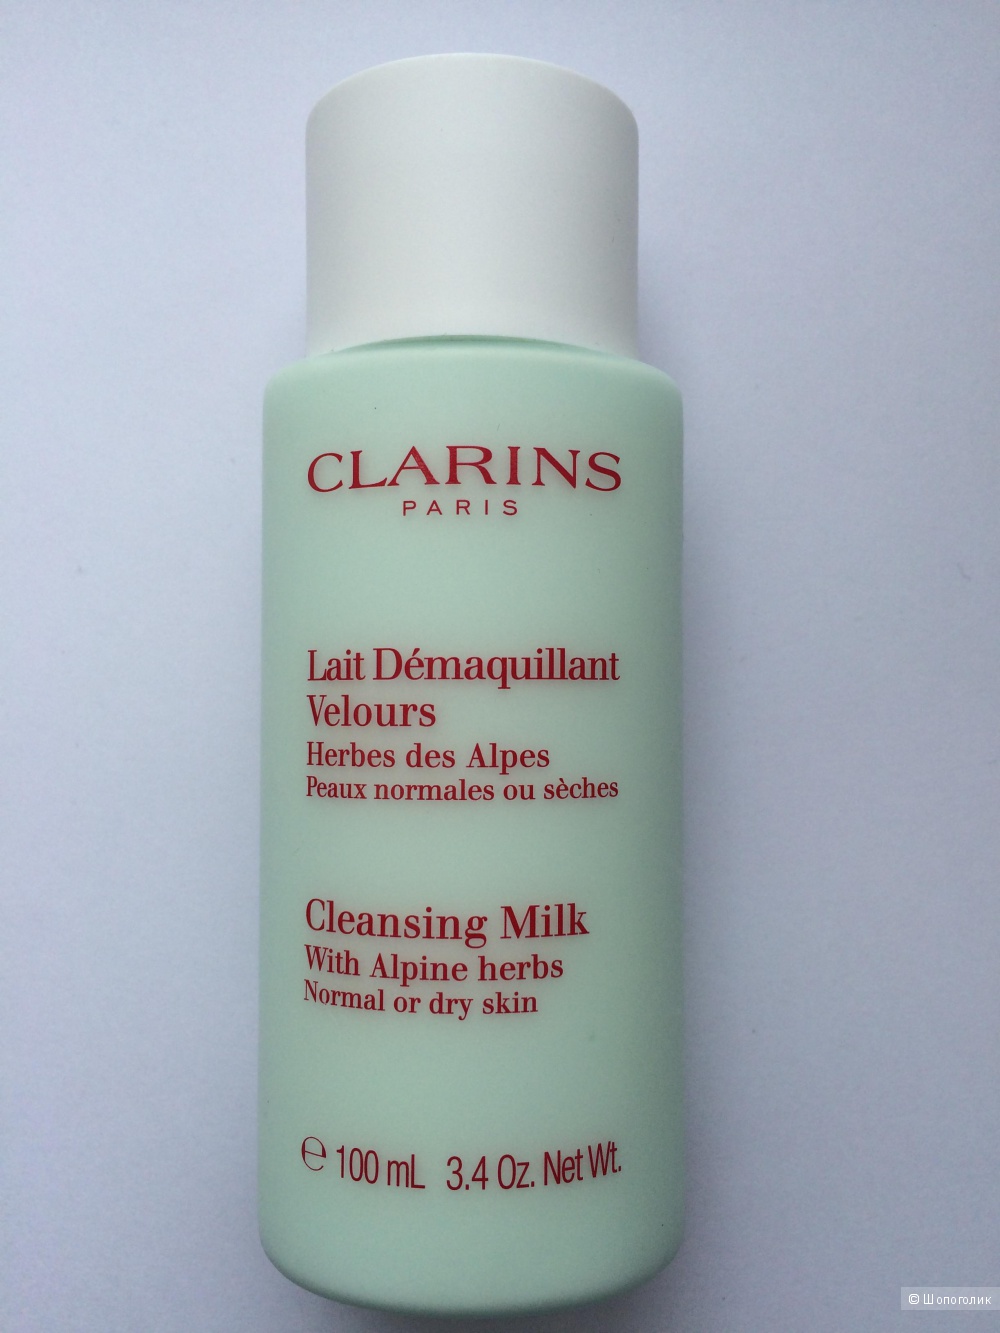 CLARINS
PARIS
Lait Démaquillant
Velours
Herbes des Alpes
Peaux normales ou sèches
Cleansing Milk
With Alpine herbs
Normal or dry skin
℮ 100 mL 3.4 Oz. Net Wt.
© Шопоголик